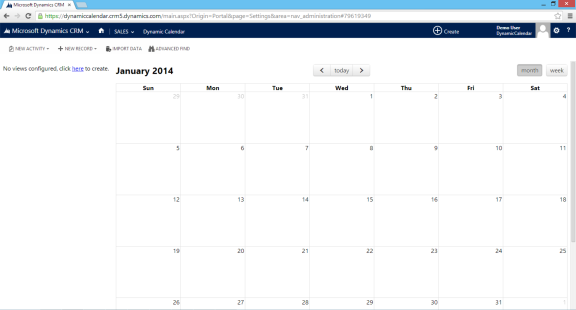 Microsoft Dynamics CRM
https://dynamiccalendar.crm5.dynamics.com/main.aspx?Origin=Portal&page=Settings&area=nav_administration#79619349
Microsoft Dynamics CRM SALES Dynamic Calendar Create Demo User
DynamicCalendar ?
NEW ACTIVITY + NEW RECORD IMPORT DATA ADVANCED FIND
No views configured, click here to create. January 2014 < today > month week
Sun Mon Tue Wed Thu Fri Sat
29 30 31 1 2 3 4
5 6 7 8 9 10 11
12 13 14 15 16 17 18
19 20 21 22 23 24 25
26 27 28 29 30 31 1